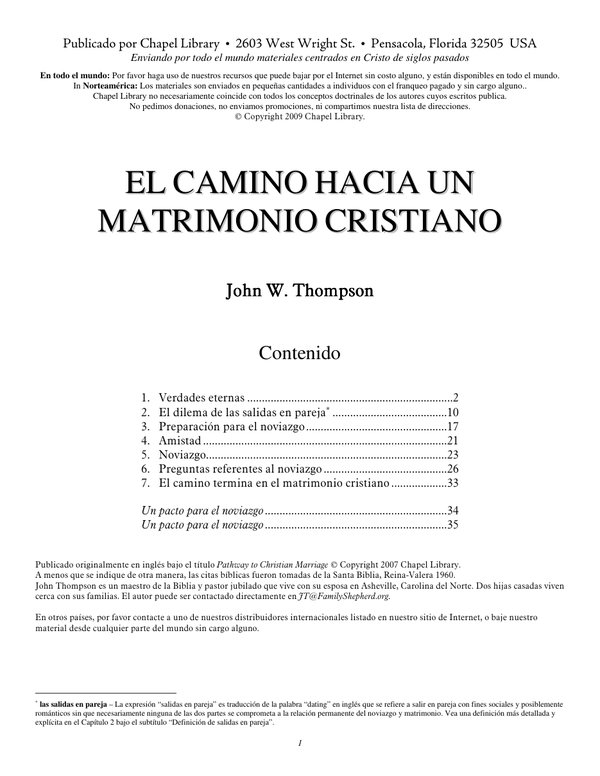 Publicado por Chapel Library • 2603 West Wright St. • Pensacola, Florida 32505 USA
Enviando por todo el mundo materiales centrados en Cristo de siglos pasados
En todo el mundo: Por favor haga uso de nuestros recursos que puede bajar por el Internet sin costo alguno, y están disponibles en todo el mundo.
In Norteamérica: Los materiales son enviados en pequeñas cantidades a individuos con el franqueo pagado y sin cargo alguno..
Chapel Library no necesariamente coincide con todos los conceptos doctrinales de los autores cuyos escritos publica.
No pedimos donaciones, no enviamos promociones, ni compartimos nuestra lista de direcciones.
© Copyright 2009 Chapel Library.
EL CAMINO HACIA UN
MATRIMONIO CRISTIANO
John W. Thompson
Contenido
1. Verdades eternas ......................................................................2
2. El dilema de las salidas en pareja* .......................................10
3. Preparación para el noviazgo................................................17
4. Amistad ...................................................................................21
5. Noviazgo..................................................................................23
6. Preguntas referentes al noviazgo ..........................................26
7. El camino termina en el matrimonio cristiano ...................33
Un pacto para el noviazgo..............................................................34
Un pacto para el noviazgo..............................................................35
Publicado originalmente en inglés bajo el título Pathway to Christian Marriage © Copyright 2007 Chapel Library.
A menos que se indique de otra manera, las citas bíblicas fueron tomadas de la Santa Biblia, Reina-Valera 1960.
John Thompson es un maestro de la Biblia y pastor jubilado que vive con su esposa en Asheville, Carolina del Norte. Dos hijas casadas viven
cerca con sus familias. El autor puede ser contactado directamente en JT@FamilyShepherd.org.
En otros países, por favor contacte a uno de nuestros distribuidores internacionales listado en nuestro sitio de Internet, o baje nuestro
material desde cualquier parte del mundo sin cargo alguno.
* las salidas en pareja – La expresión “salidas en pareja” es traducción de la palabra “dating” en inglés que se refiere a salir en pareja con fines sociales y posiblemente
románticos sin que necesariamente ninguna de las dos partes se comprometa a la relación permanente del noviazgo y matrimonio. Vea una definición más detallada y
explícita en el Capítulo 2 bajo el subtítulo “Definición de salidas en pareja”.
1